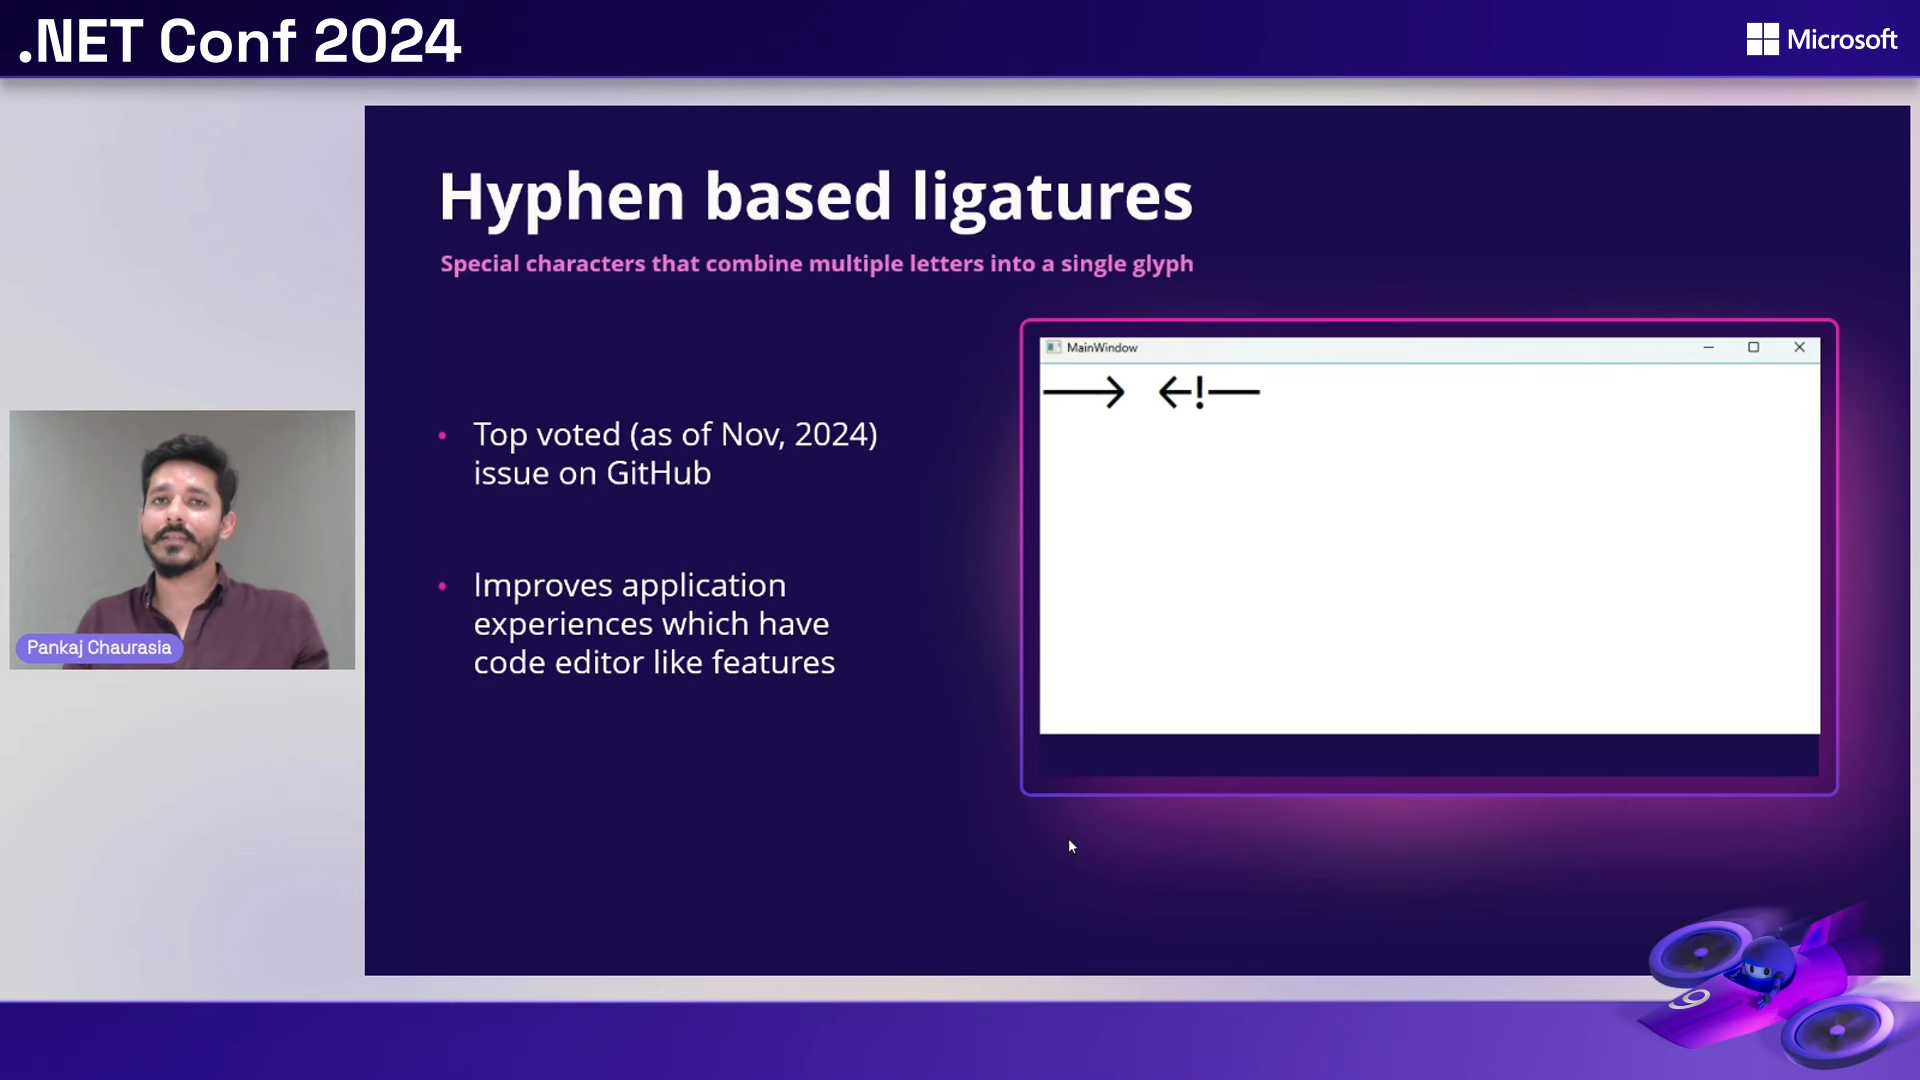 .NET Conf 2024
Microsoft
Hyphen based ligatures
Special characters that combine multiple letters into a single glyph
MainWindow
⟶ ←!—
• Top voted (as of Nov, 2024)
issue on GitHub
• Improves application
experiences which have
code editor like features
Pankaj Chaurasia
9